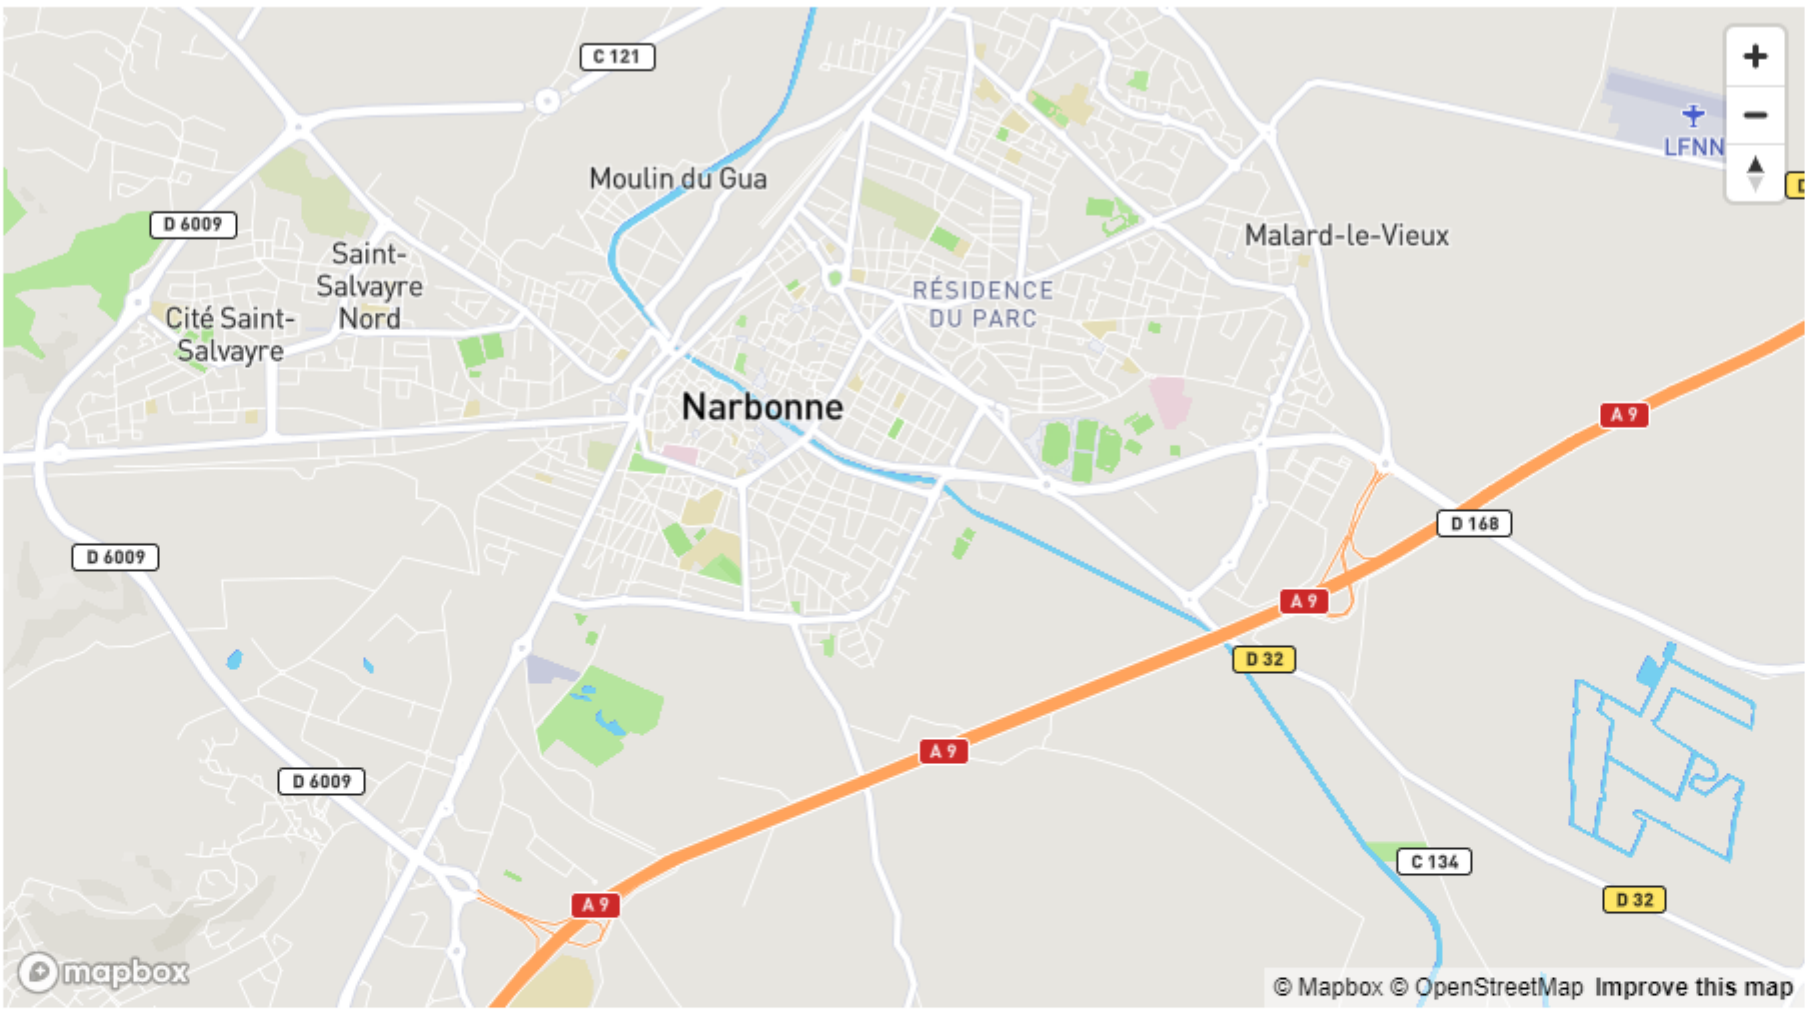 C 121
+
−
LFNN
Moulin du Gua
D 6009
Malard-le-Vieux
Saint-
Salvayre
Nord
RÉSIDENCE
DU PARC
Cité Saint-
Salvayre
Narbonne
A 9
D 168
D 6009
A 9
D 32
A 9
D 6009
C 134
D 32
A 9
mapbox
© Mapbox © OpenStreetMap Improve this map